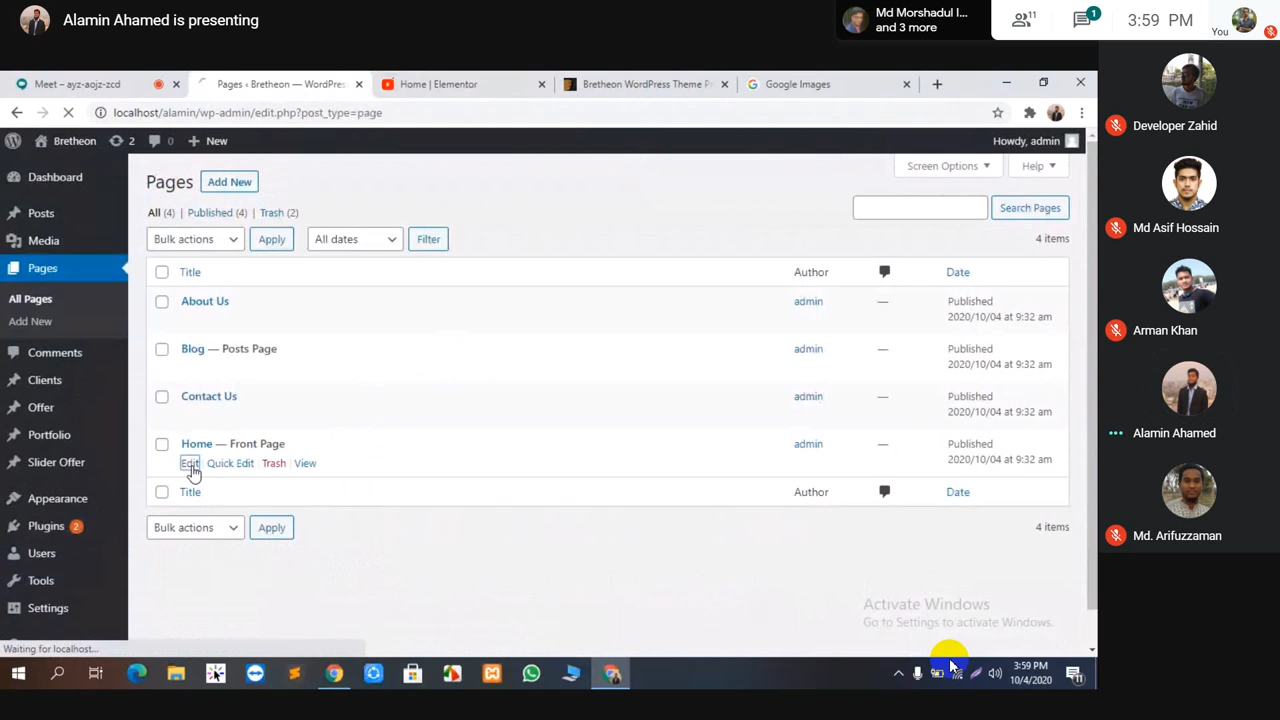 Alamin Ahamed is presenting
Md Morshadul I...
and 3 more
11
1
3:59 PM
You
Meet – ayz-aojz-zcd
Pages ‹ Bretheon — WordPress
Home | Elementor
Bretheon WordPress Theme P
Google Images
localhost/alamin/wp-admin/edit.php?post_type=page
Bretheon
2
0
New
Howdy, admin
Dashboard
Posts
Media
Pages
All Pages
Add New
Comments
Clients
Offer
Portfolio
Slider Offer
Appearance
Plugins 2
Users
Tools
Settings
Screen Options
Help
Pages
Add New
All (4) | Published (4) | Trash (2)
Search Pages
Bulk actions
Apply
All dates
Filter
4 items
Title
Author
Date
About Us
admin
—
Published
2020/10/04 at 9:32 am
Blog — Posts Page
admin
—
Published
2020/10/04 at 9:32 am
Contact Us
admin
—
Published
2020/10/04 at 9:32 am
Home — Front Page
Edit Quick Edit | Trash | View
admin
—
Published
2020/10/04 at 9:32 am
Title
Author
Date
Bulk actions
Apply
4 items
Activate Windows
Go to Settings to activate Windows.
Waiting for localhost...
3:59 PM
10/4/2020
11
Developer Zahid
Md Asif Hossain
Arman Khan
Alamin Ahamed
Md. Arifuzzaman